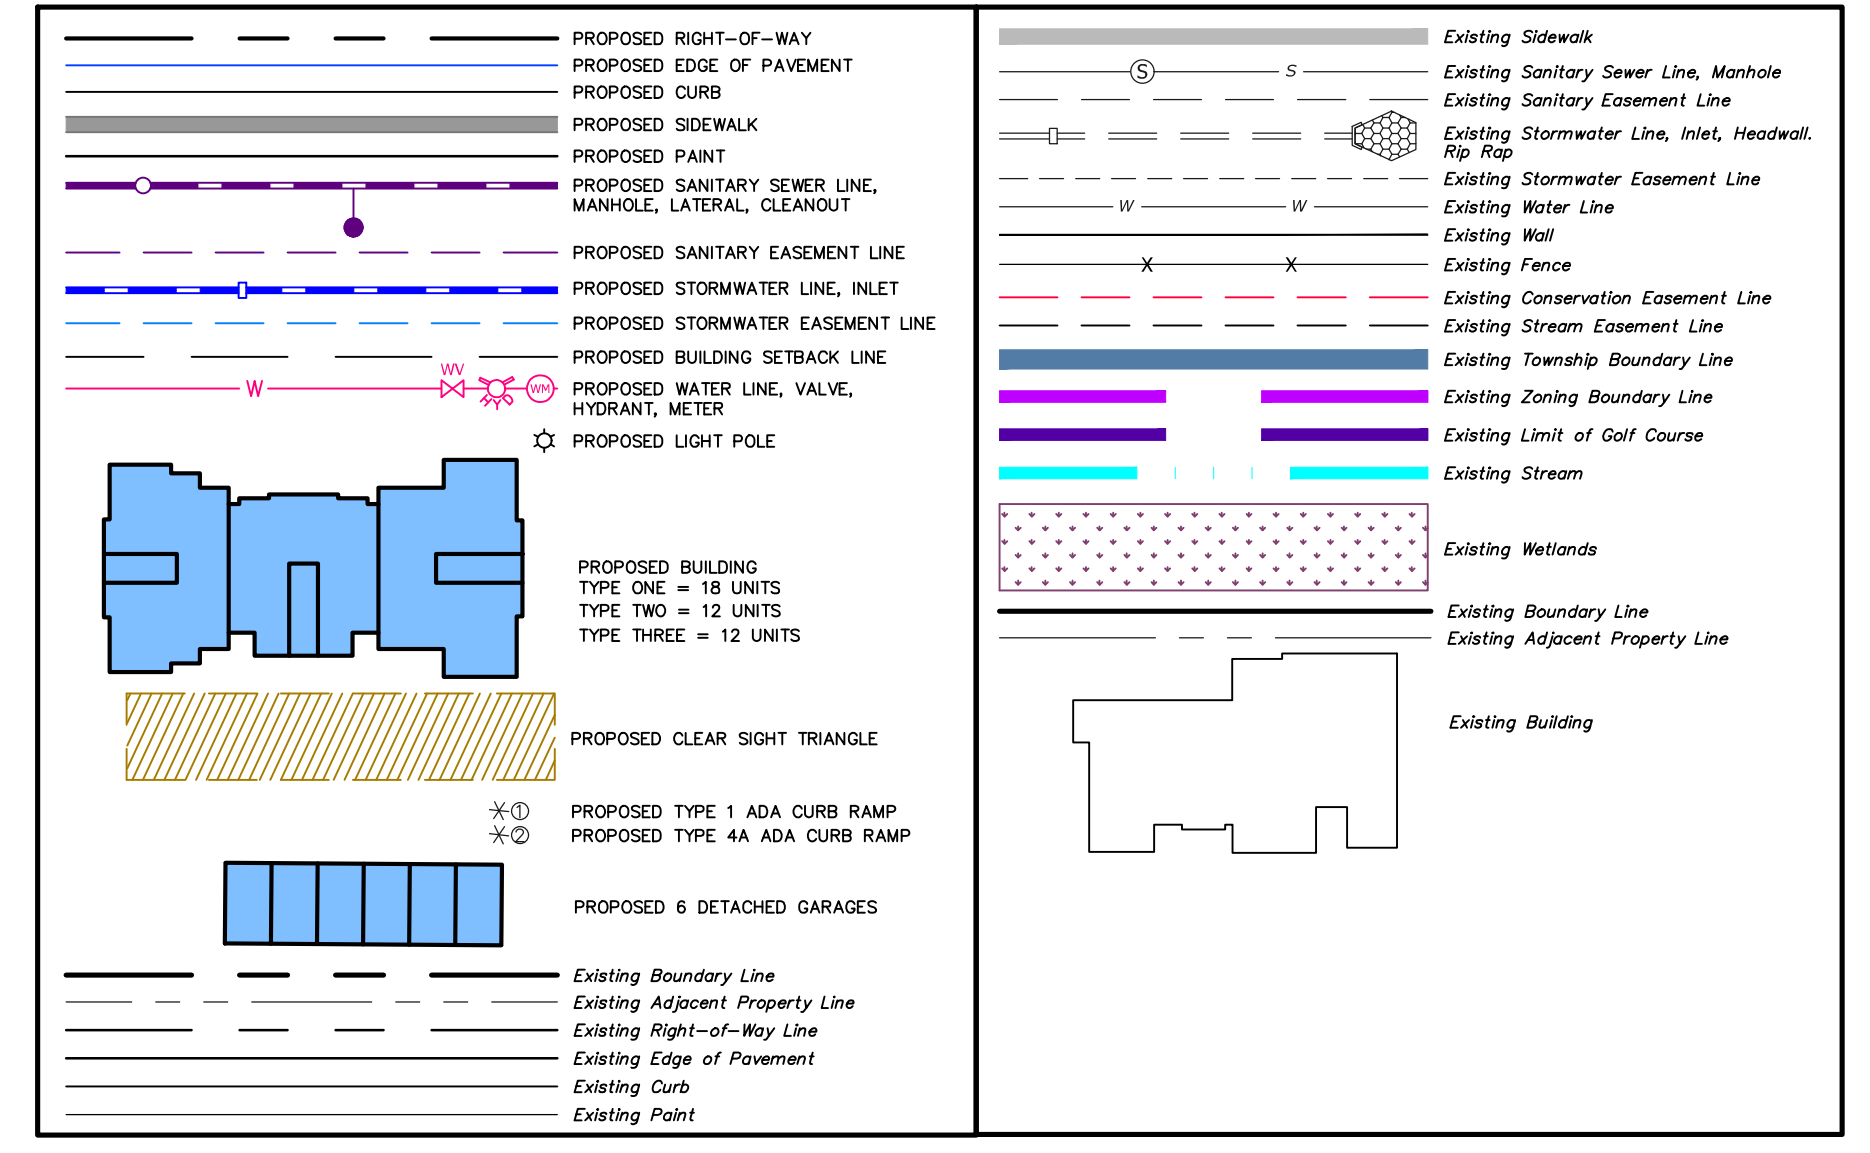 PROPOSED RIGHT-OF-WAY
PROPOSED EDGE OF PAVEMENT
PROPOSED CURB
PROPOSED SIDEWALK
PROPOSED PAINT
PROPOSED SANITARY SEWER LINE,
MANHOLE, LATERAL, CLEANOUT
PROPOSED SANITARY EASEMENT LINE
PROPOSED STORMWATER LINE, INLET
PROPOSED STORMWATER EASEMENT LINE
PROPOSED BUILDING SETBACK LINE
WV
W
HYD
WM
PROPOSED WATER LINE, VALVE,
HYDRANT, METER
PROPOSED LIGHT POLE
PROPOSED BUILDING
TYPE ONE = 18 UNITS
TYPE TWO = 12 UNITS
TYPE THREE = 12 UNITS
PROPOSED CLEAR SIGHT TRIANGLE
1 PROPOSED TYPE 1 ADA CURB RAMP
2 PROPOSED TYPE 4A ADA CURB RAMP
PROPOSED 6 DETACHED GARAGES
Existing Boundary Line
Existing Adjacent Property Line
Existing Right-of-Way Line
Existing Edge of Pavement
Existing Curb
Existing Paint
Existing Sidewalk
S S Existing Sanitary Sewer Line, Manhole
Existing Sanitary Easement Line
Existing Stormwater Line, Inlet, Headwall.
Rip Rap
Existing Stormwater Easement Line
W W Existing Water Line
Existing Wall
X X Existing Fence
Existing Conservation Easement Line
Existing Stream Easement Line
Existing Township Boundary Line
Existing Zoning Boundary Line
Existing Limit of Golf Course
Existing Stream
Existing Wetlands
Existing Boundary Line
Existing Adjacent Property Line
Existing Building